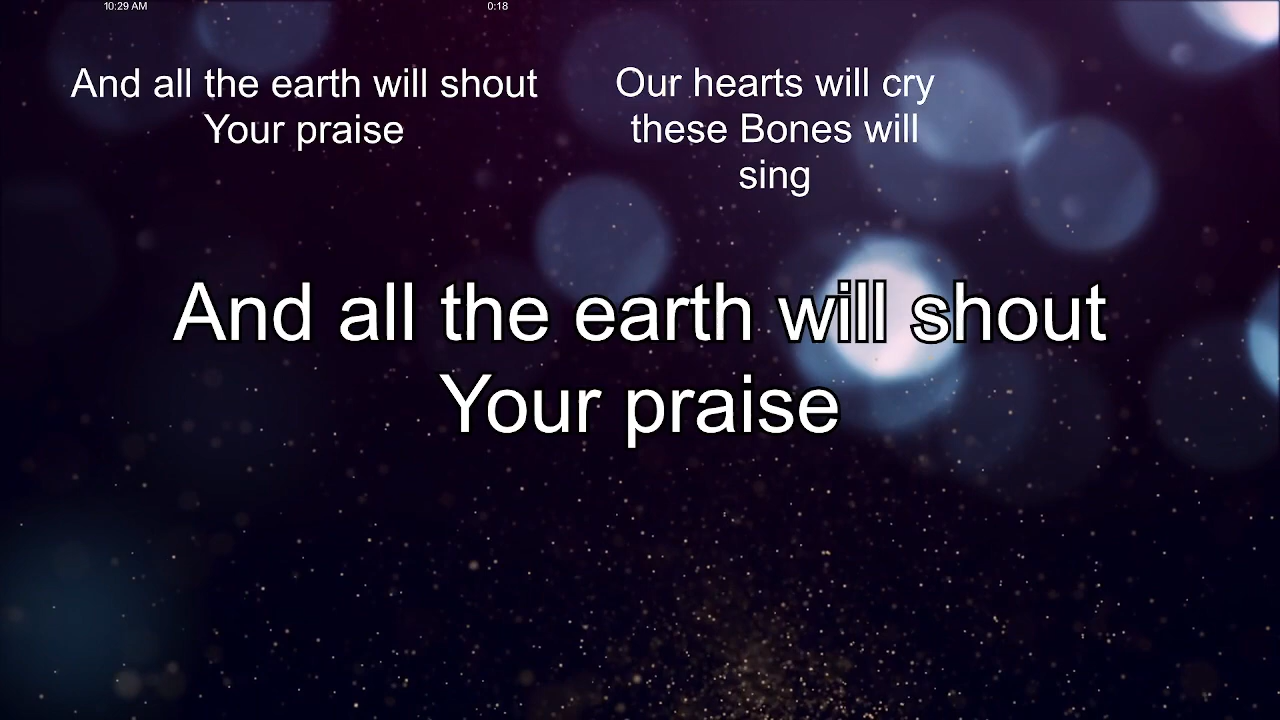 10:29 AM
0:18
And all the earth will shout
Your praise
Our hearts will cry
these Bones will
sing
And all the earth will shout
Your praise